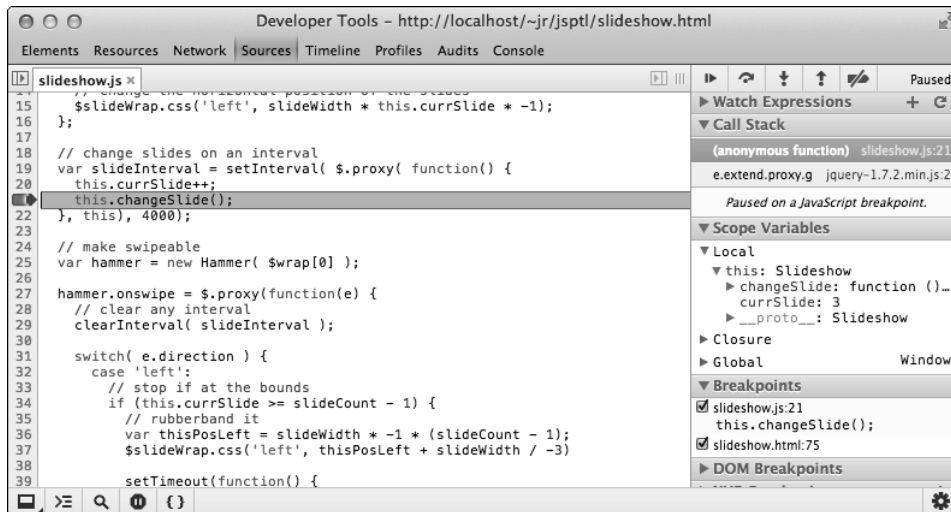 Developer Tools - http://localhost/~jr/jsptl/slideshow.html
Elements Resources Network Sources Timeline Profiles Audits Console
slideshow.js ×
Paused
14 // change the horizontal position of the slides
15 $slideWrap.css('left', slideWidth * this.currSlide * -1);
16 };
17
18 // change slides on an interval
19 var slideInterval = setInterval( $.proxy( function() {
20 this.currSlide++;
this.changeSlide();
22 }, this), 4000);
23
24 // make swipeable
25 var hammer = new Hammer( $wrap[0] );
26
27 hammer.onswipe = $.proxy(function(e) {
28 // clear any interval
29 clearInterval( slideInterval );
30
31 switch( e.direction ) {
32 case 'left':
33 // stop if at the bounds
34 if (this.currSlide >= slideCount - 1) {
35 // rubberband it
36 var thisPosLeft = slideWidth * -1 * (slideCount - 1);
37 $slideWrap.css('left', thisPosLeft + slideWidth / -3)
38
39 setTimeout(function() {
Watch Expressions + C
Call Stack
(anonymous function) slideshow.js:21
e.extend.proxy.g jquery-1.7.2.min.js:2
Paused on a JavaScript breakpoint.
Scope Variables
Local
this: Slideshow
changeSlide: function ()…
currSlide: 3
__proto__: Slideshow
Closure
Global Window
Breakpoints
slideshow.js:21
this.changeSlide();
slideshow.html:75
DOM Breakpoints
{}